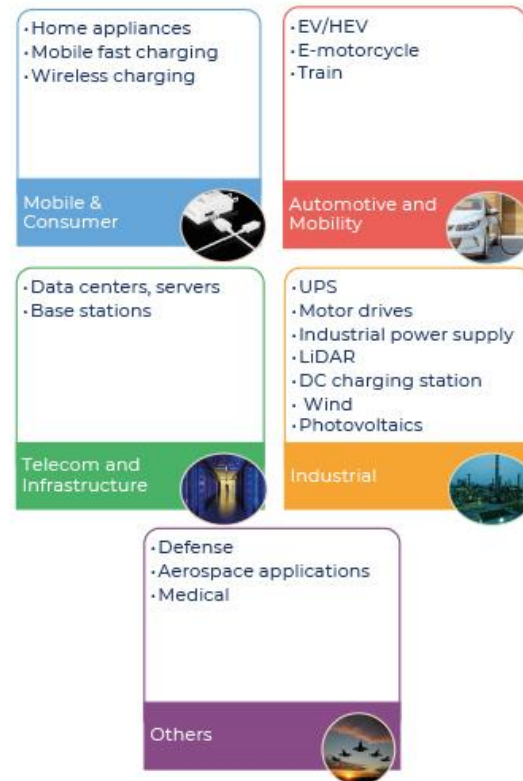 ·Home appliances
·Mobile fast charging
·Wireless charging
Mobile &
Consumer
·EV/HEV
·E-motorcycle
·Train
Automotive and
Mobility
·Data centers, servers
·Base stations
Telecom and
Infrastructure
·UPS
·Motor drives
·Industrial power supply
·LiDAR
·DC charging station
· Wind
·Photovoltaics
Industrial
·Defense
·Aerospace applications
·Medical
Others